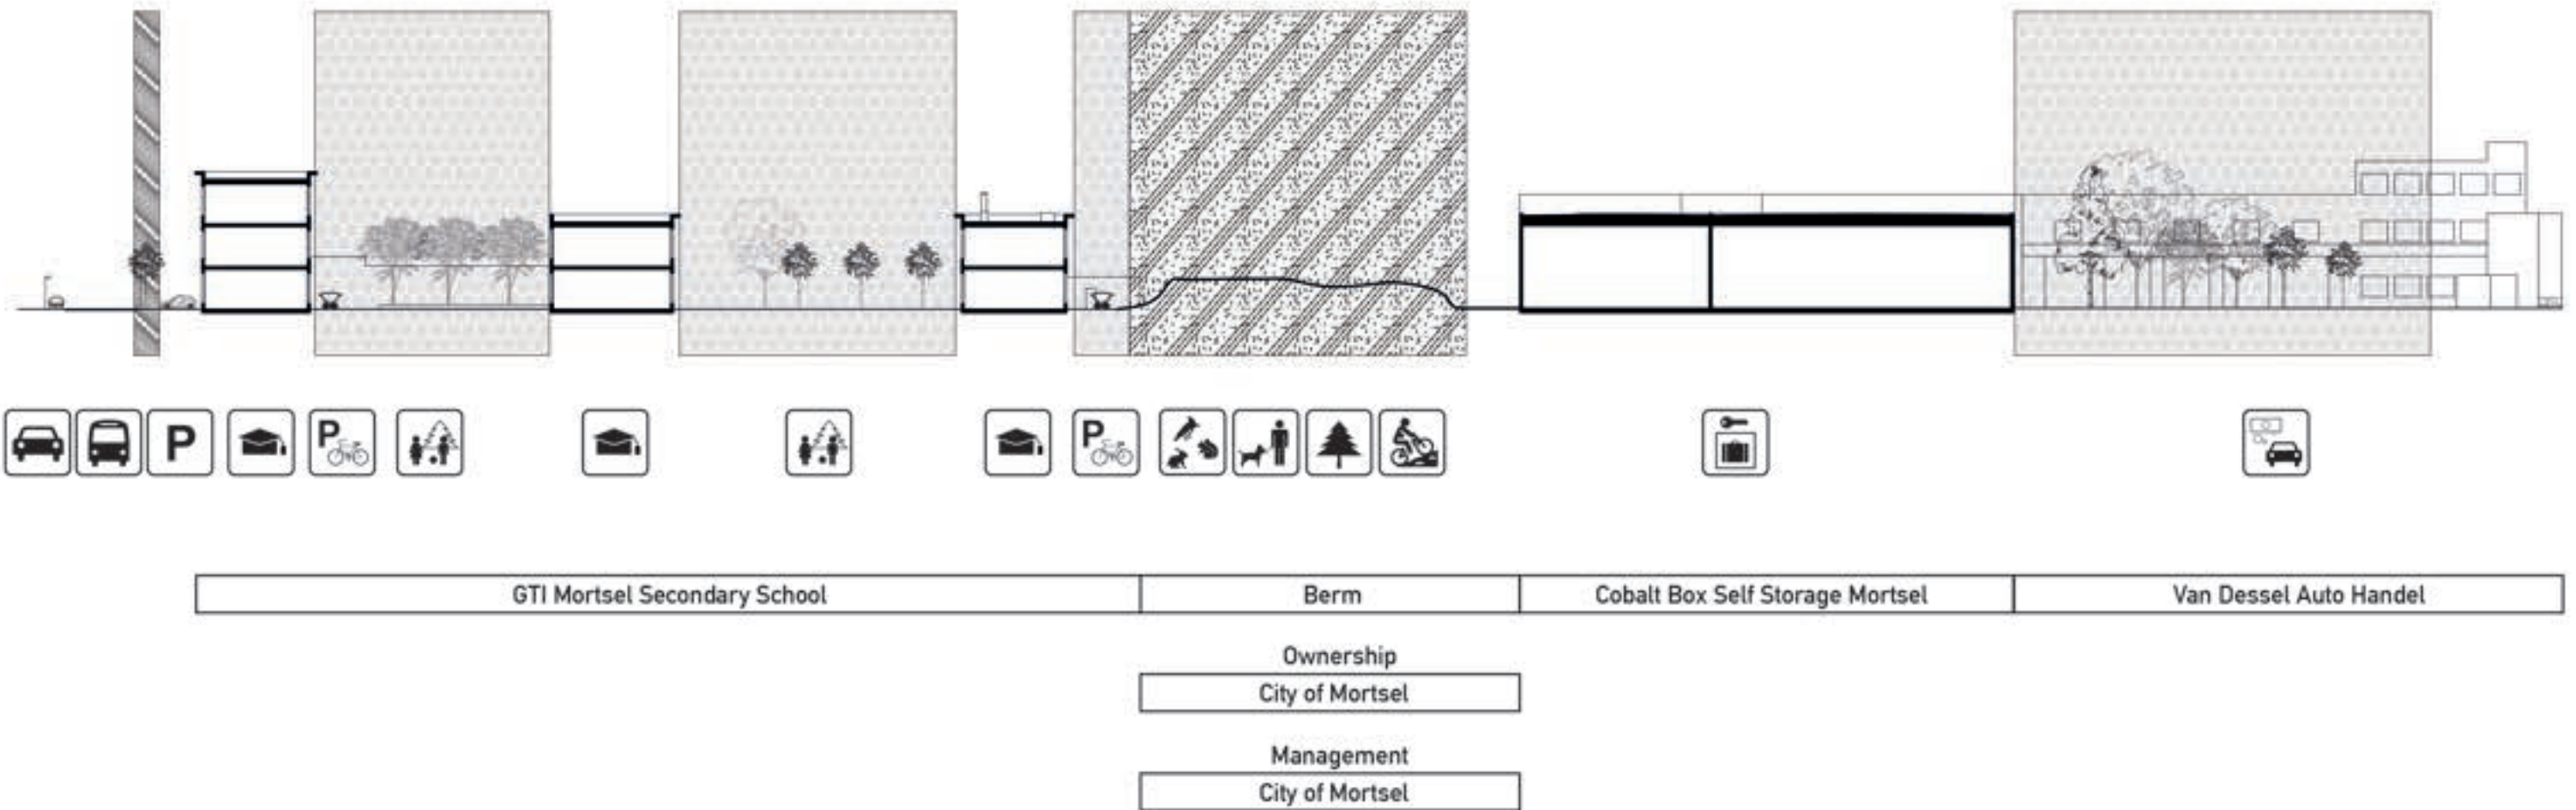 P
P
P
GTI Mortsel Secondary School
Berm
Cobalt Box Self Storage Mortsel
Van Dessel Auto Handel
Ownership
City of Mortsel
Management
City of Mortsel